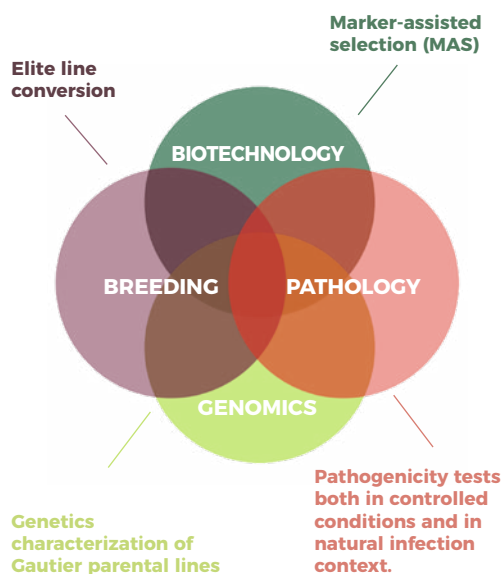 Marker-assisted
selection (MAS)
Elite line
conversion
BIOTECHNOLOGY
BREEDING
PATHOLOGY
GENOMICS
Genetics
characterization of
Gautier parental lines
Pathogenicity tests
both in controlled
conditions and in
natural infection
context.